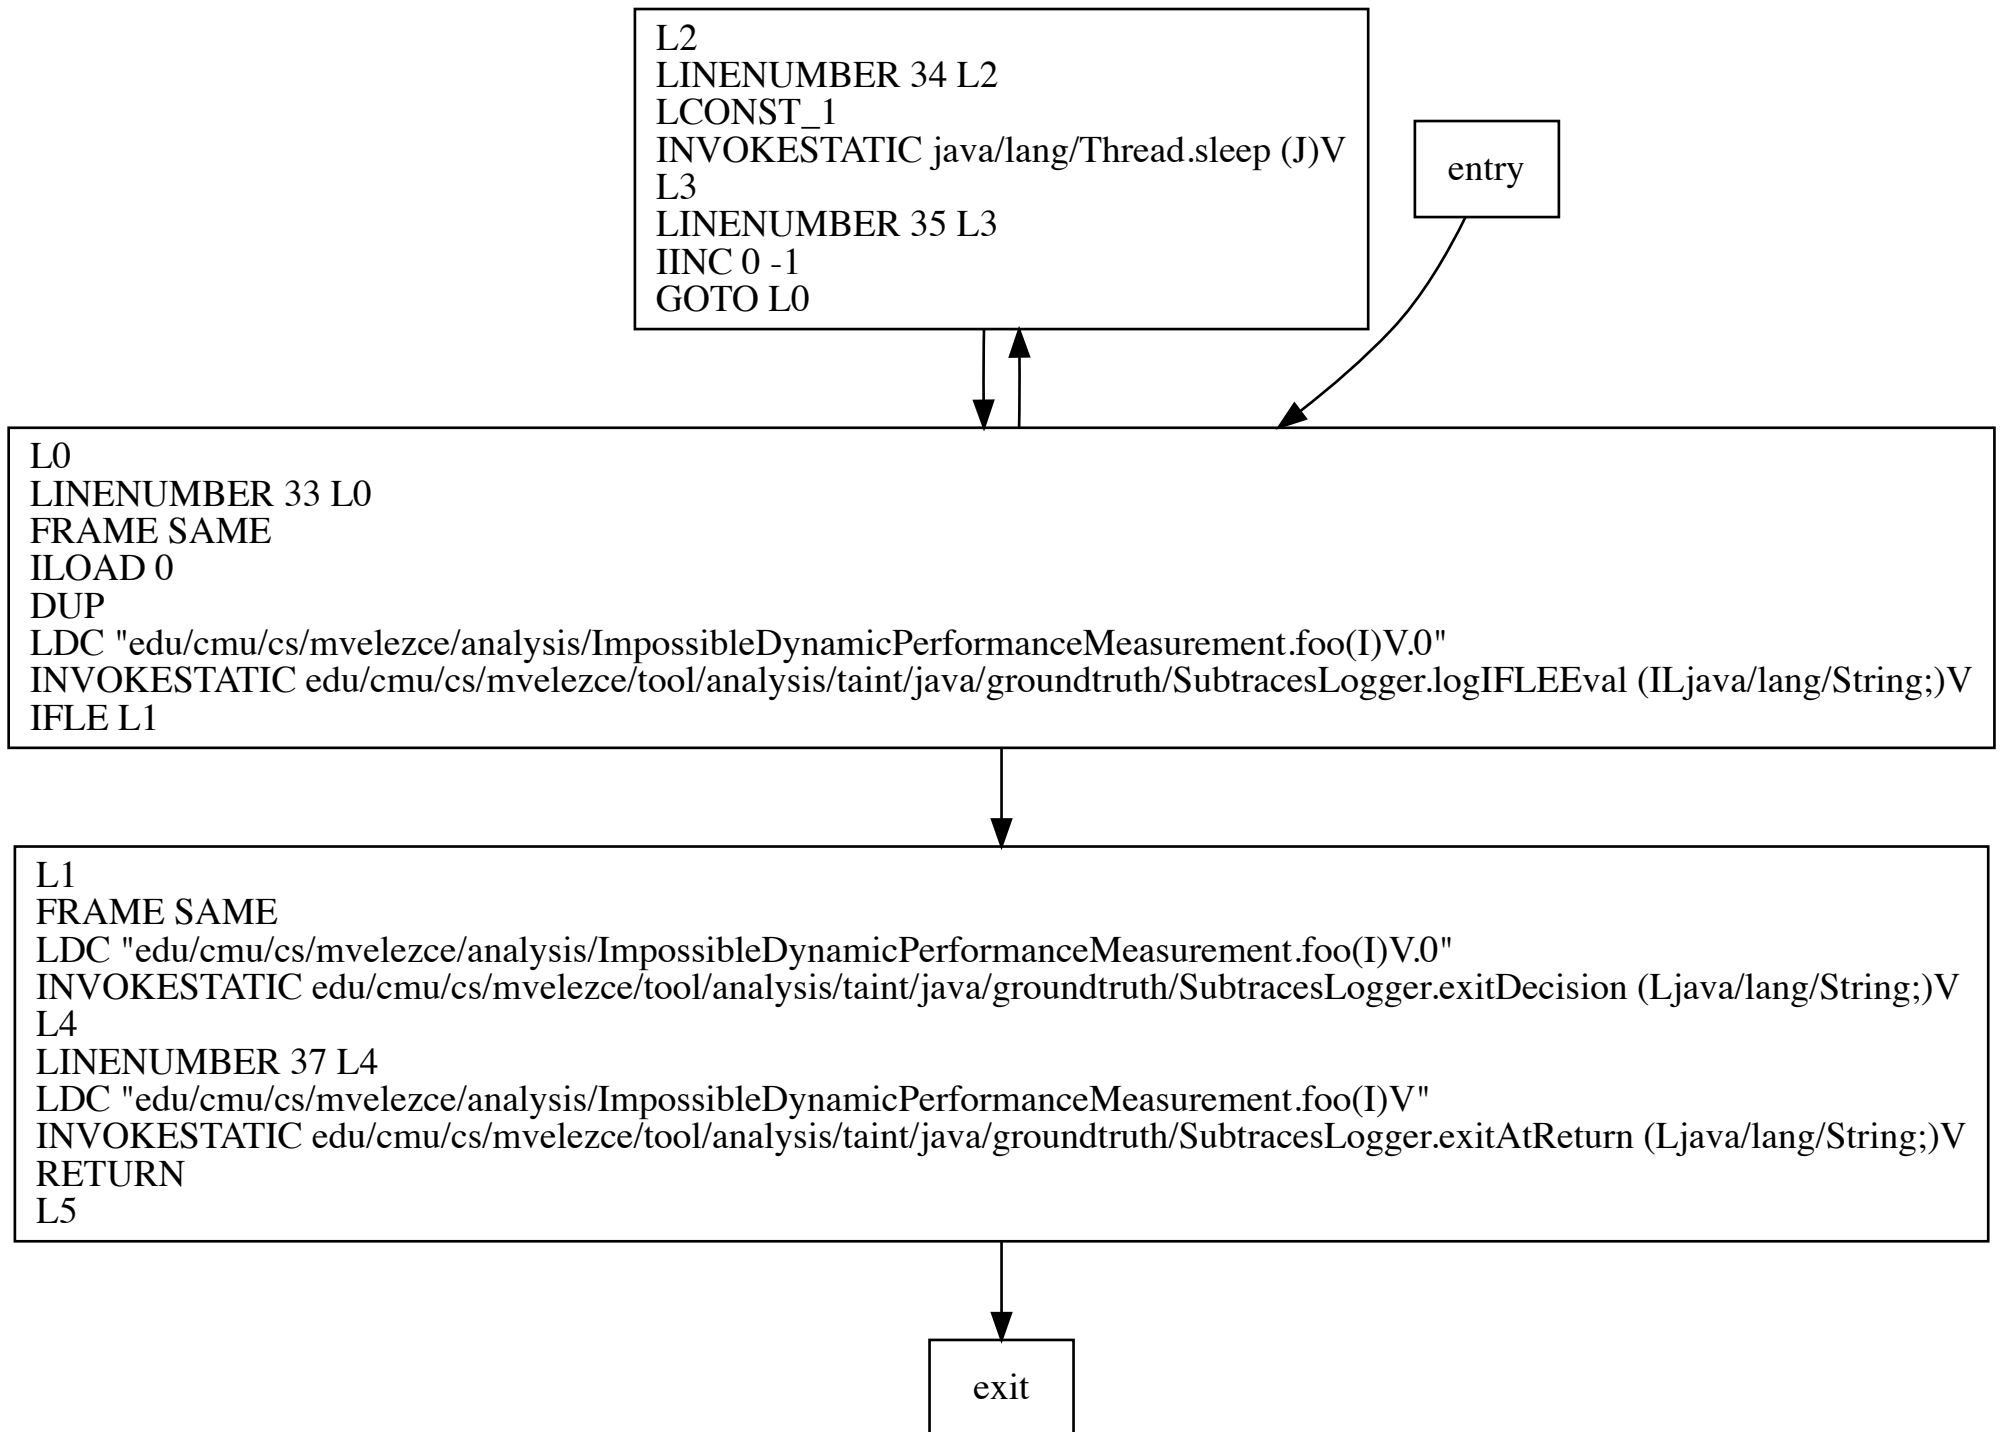 L2
LINENUMBER 34 L2
LCONST_1
INVOKESTATIC java/lang/Thread.sleep (J)V
L3
LINENUMBER 35 L3
IINC 0 -1
GOTO L0
entry
L0
LINENUMBER 33 L0
FRAME SAME
ILOAD 0
DUP
LDC "edu/cmu/cs/mvelezce/analysis/ImpossibleDynamicPerformanceMeasurement.foo(I)V.0"
INVOKESTATIC edu/cmu/cs/mvelezce/tool/analysis/taint/java/groundtruth/SubtracesLogger.logIFLEEval (ILjava/lang/String;)V
IFLE L1
L1
FRAME SAME
LDC "edu/cmu/cs/mvelezce/analysis/ImpossibleDynamicPerformanceMeasurement.foo(I)V.0"
INVOKESTATIC edu/cmu/cs/mvelezce/tool/analysis/taint/java/groundtruth/SubtracesLogger.exitDecision (Ljava/lang/String;)V
L4
LINENUMBER 37 L4
LDC "edu/cmu/cs/mvelezce/analysis/ImpossibleDynamicPerformanceMeasurement.foo(I)V"
INVOKESTATIC edu/cmu/cs/mvelezce/tool/analysis/taint/java/groundtruth/SubtracesLogger.exitAtReturn (Ljava/lang/String;)V
RETURN
L5
exit